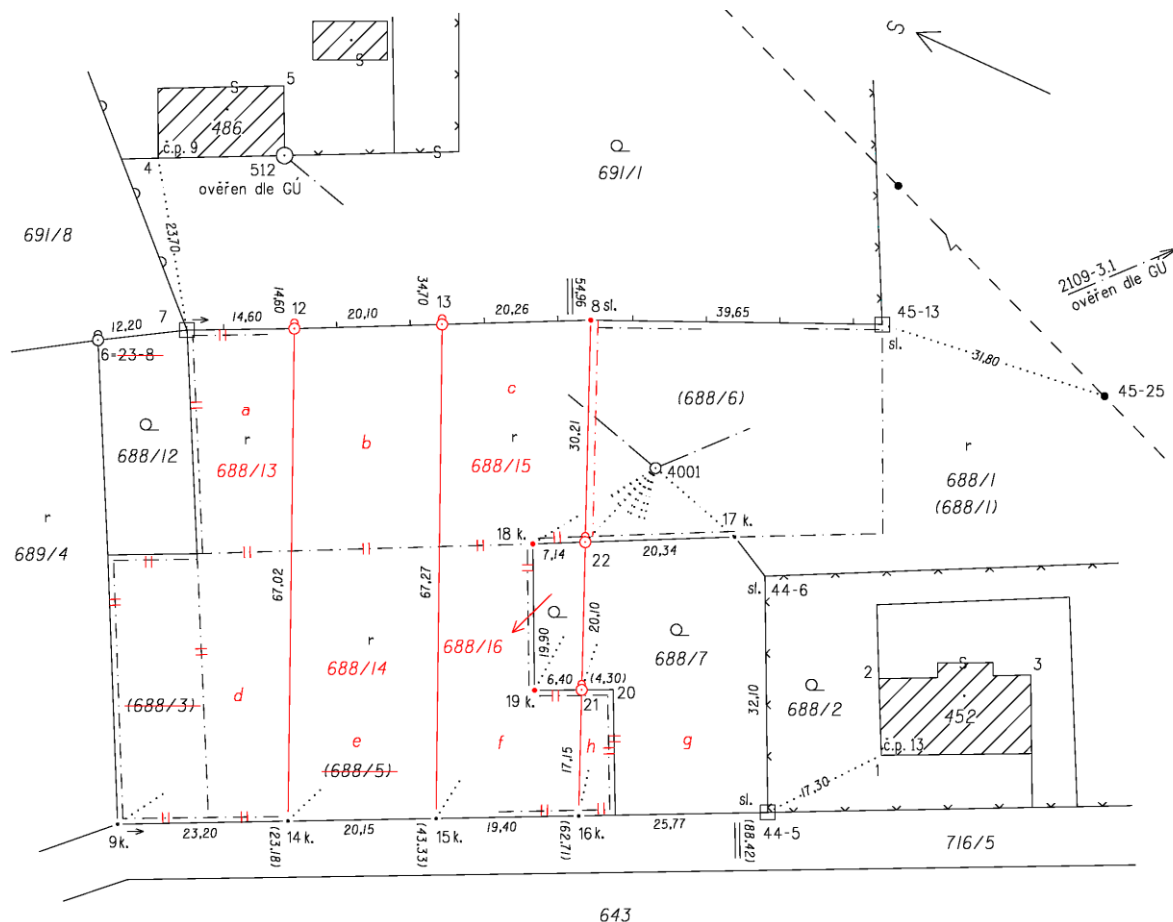 S
S
5
S
486
č.p. 9
4
512
S
ověřen dle GÚ
691/1
691/8
23,70
2109-3.1
ověřen dle GÚ
7
14,60
14,60
12
20,10
34,70
13
20,26
54,96
8 sl.
39,65
45-13
sl.
12,20
6=23-8
31,80
45-25
a
r
688/13
b
c
r
688/15
30,21
(688/6)
4001
r
688/1
(688/1)
688/12
r
689/4
18 k.
7,14
22
20,34
17 k.
sl.
44-6
67,02
67,27
r
688/14
688/16
19,90
20,10
688/7
6,40
(4,30)
19 k.
21
20
32,10
688/2
2
S
3
452
č.p. 13
1
(688/3)
d
e
(688/5)
f
h
g
17,15
17,30
sl.
9 k.
23,20
(23,18)
14 k.
20,15
(43,33)
15 k.
19,40
(62,71)
16 k.
25,77
(88,42)
44-5
716/5
643